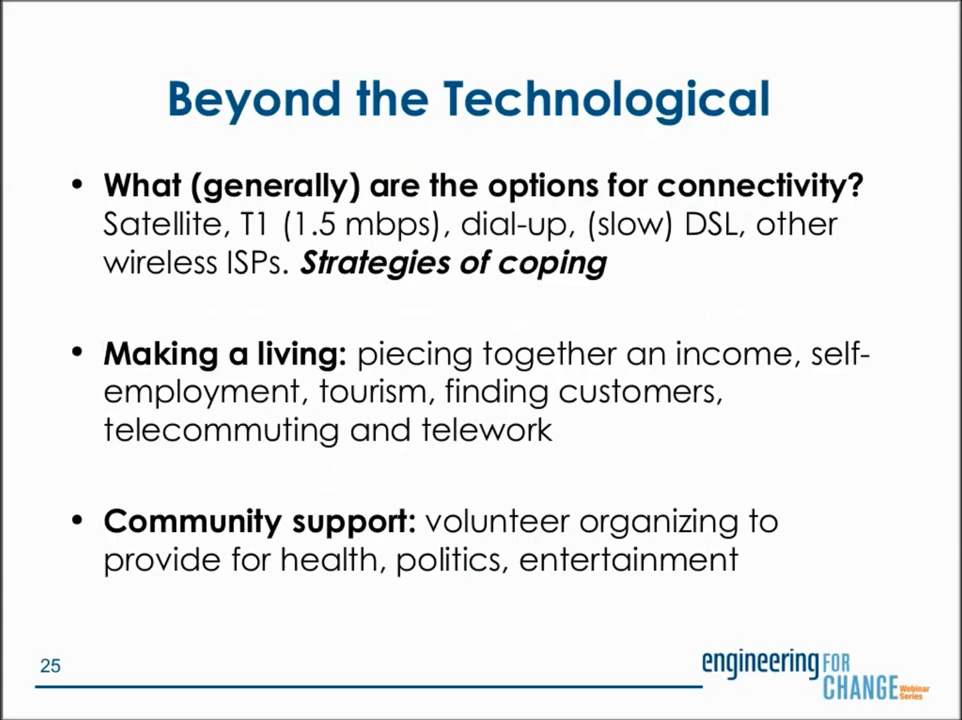 Beyond the Technological
• What (generally) are the options for connectivity?
Satellite, T1 (1.5 mbps), dial-up, (slow) DSL, other
wireless ISPs. Strategies of coping
• Making a living: piecing together an income, self-
employment, tourism, finding customers,
telecommuting and telework
• Community support: volunteer organizing to
provide for health, politics, entertainment
25
engineering FOR
CHANGE Webinar
Series